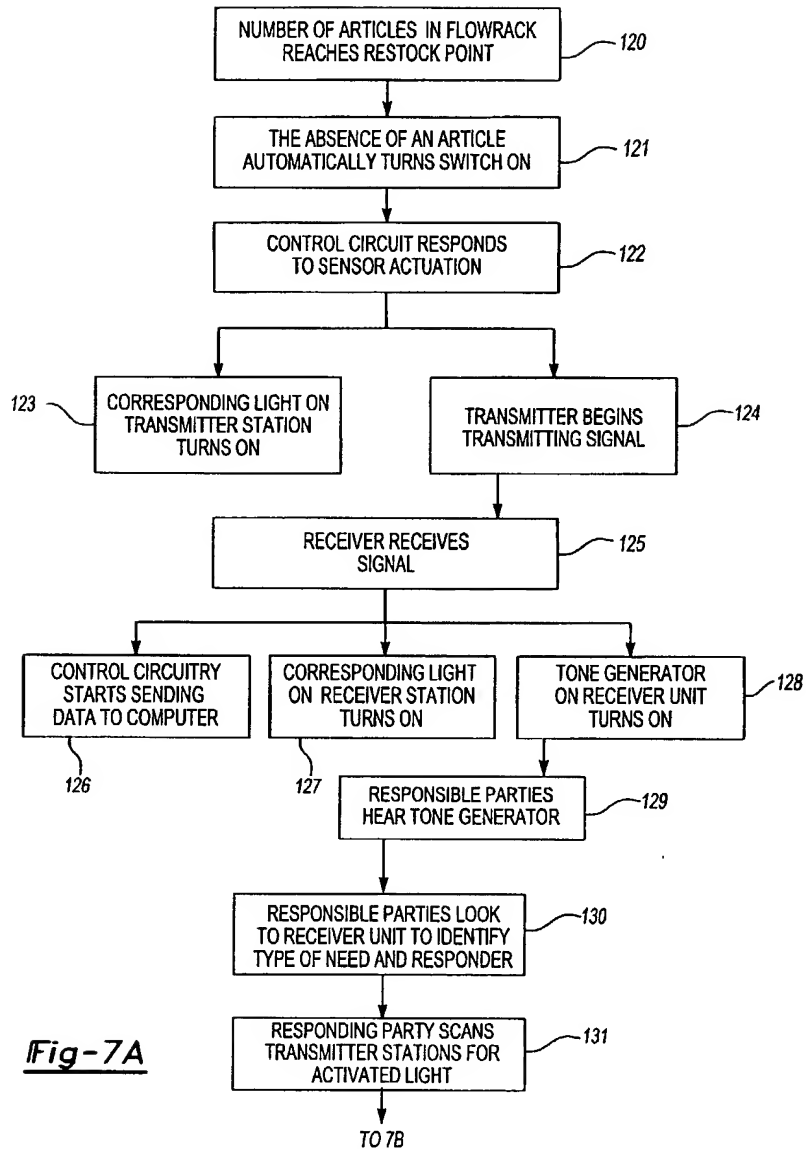 NUMBER OF ARTICLES IN FLOWRACK
REACHES RESTOCK POINT
120
THE ABSENCE OF AN ARTICLE
AUTOMATICALLY TURNS SWITCH ON
121
CONTROL CIRCUIT RESPONDS
TO SENSOR ACTUATION
122
123
CORRESPONDING LIGHT ON
TRANSMITTER STATION
TURNS ON
TRANSMITTER BEGINS
TRANSMITTING SIGNAL
124
RECEIVER RECEIVES
SIGNAL
125
CONTROL CIRCUITRY
STARTS SENDING
DATA TO COMPUTER
126
CORRESPONDING LIGHT
ON RECEIVER STATION
TURNS ON
127
TONE GENERATOR
ON RECEIVER UNIT
TURNS ON
128
RESPONSIBLE PARTIES
HEAR TONE GENERATOR
129
RESPONSIBLE PARTIES LOOK
TO RECEIVER UNIT TO IDENTIFY
TYPE OF NEED AND RESPONDER
130
RESPONDING PARTY SCANS
TRANSMITTER STATIONS FOR
ACTIVATED LIGHT
131
Fig-7A
TO 7B